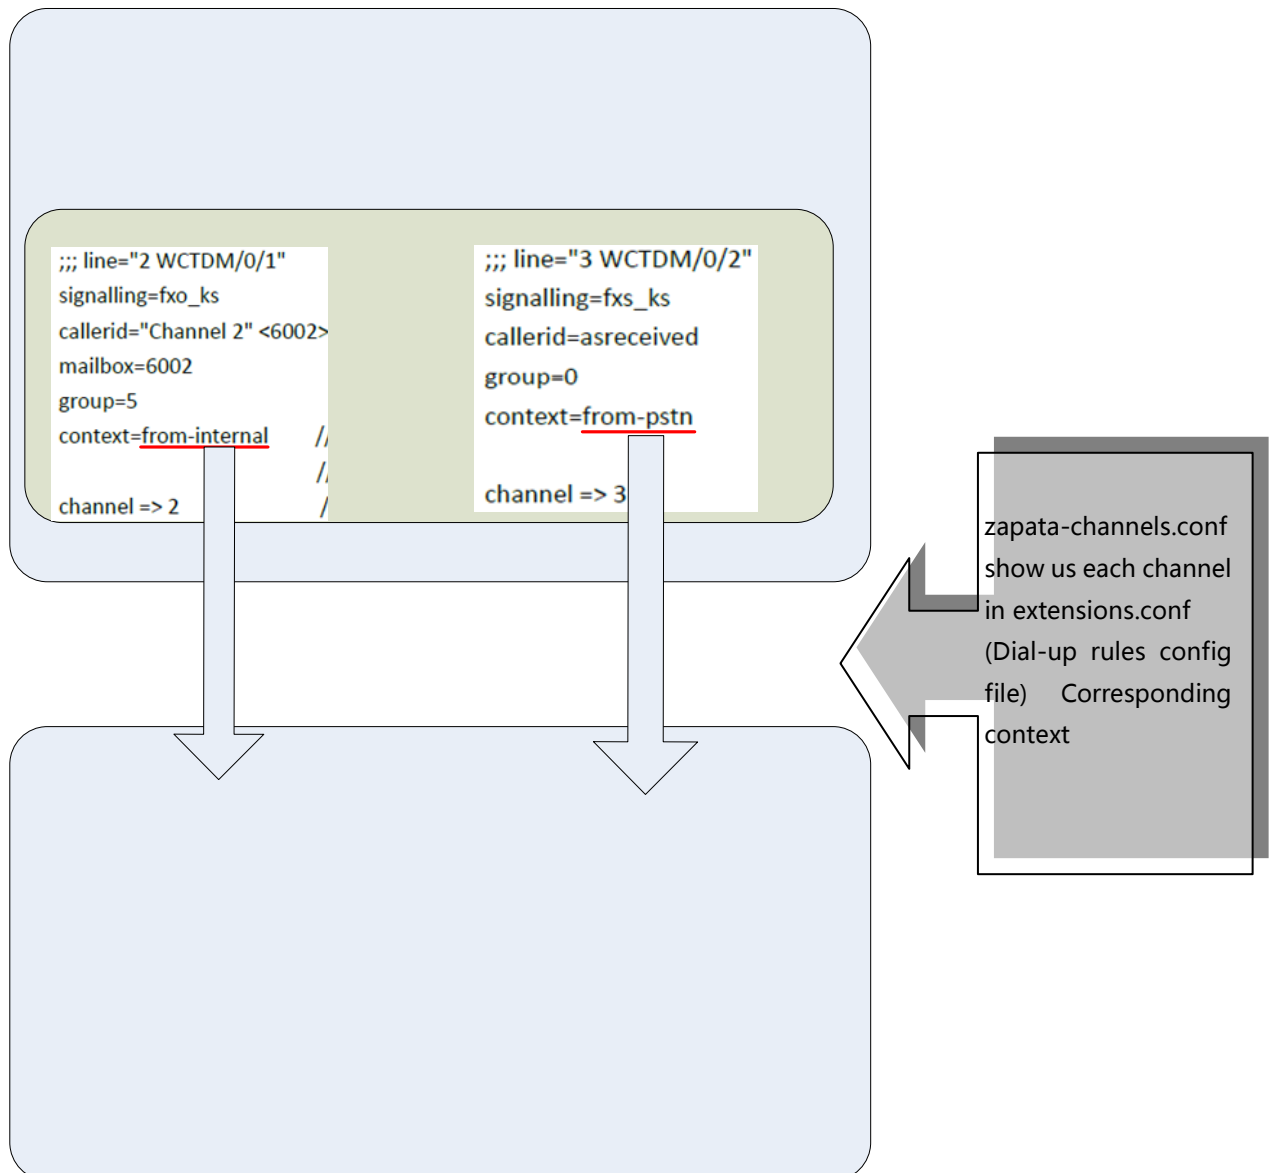 ;;; line="2 WCTDM/0/1"
signalling=fxo_ks
callerid="Channel 2" <6002>
mailbox=6002
group=5
context=from-internal //
//
channel => 2 /
;;; line="3 WCTDM/0/2"
signalling=fxs_ks
callerid=asreceived
group=0
context=from-pstn
channel => 3
zapata-channels.conf
show us each channel
in extensions.conf
(Dial-up rules config
file) Corresponding
context